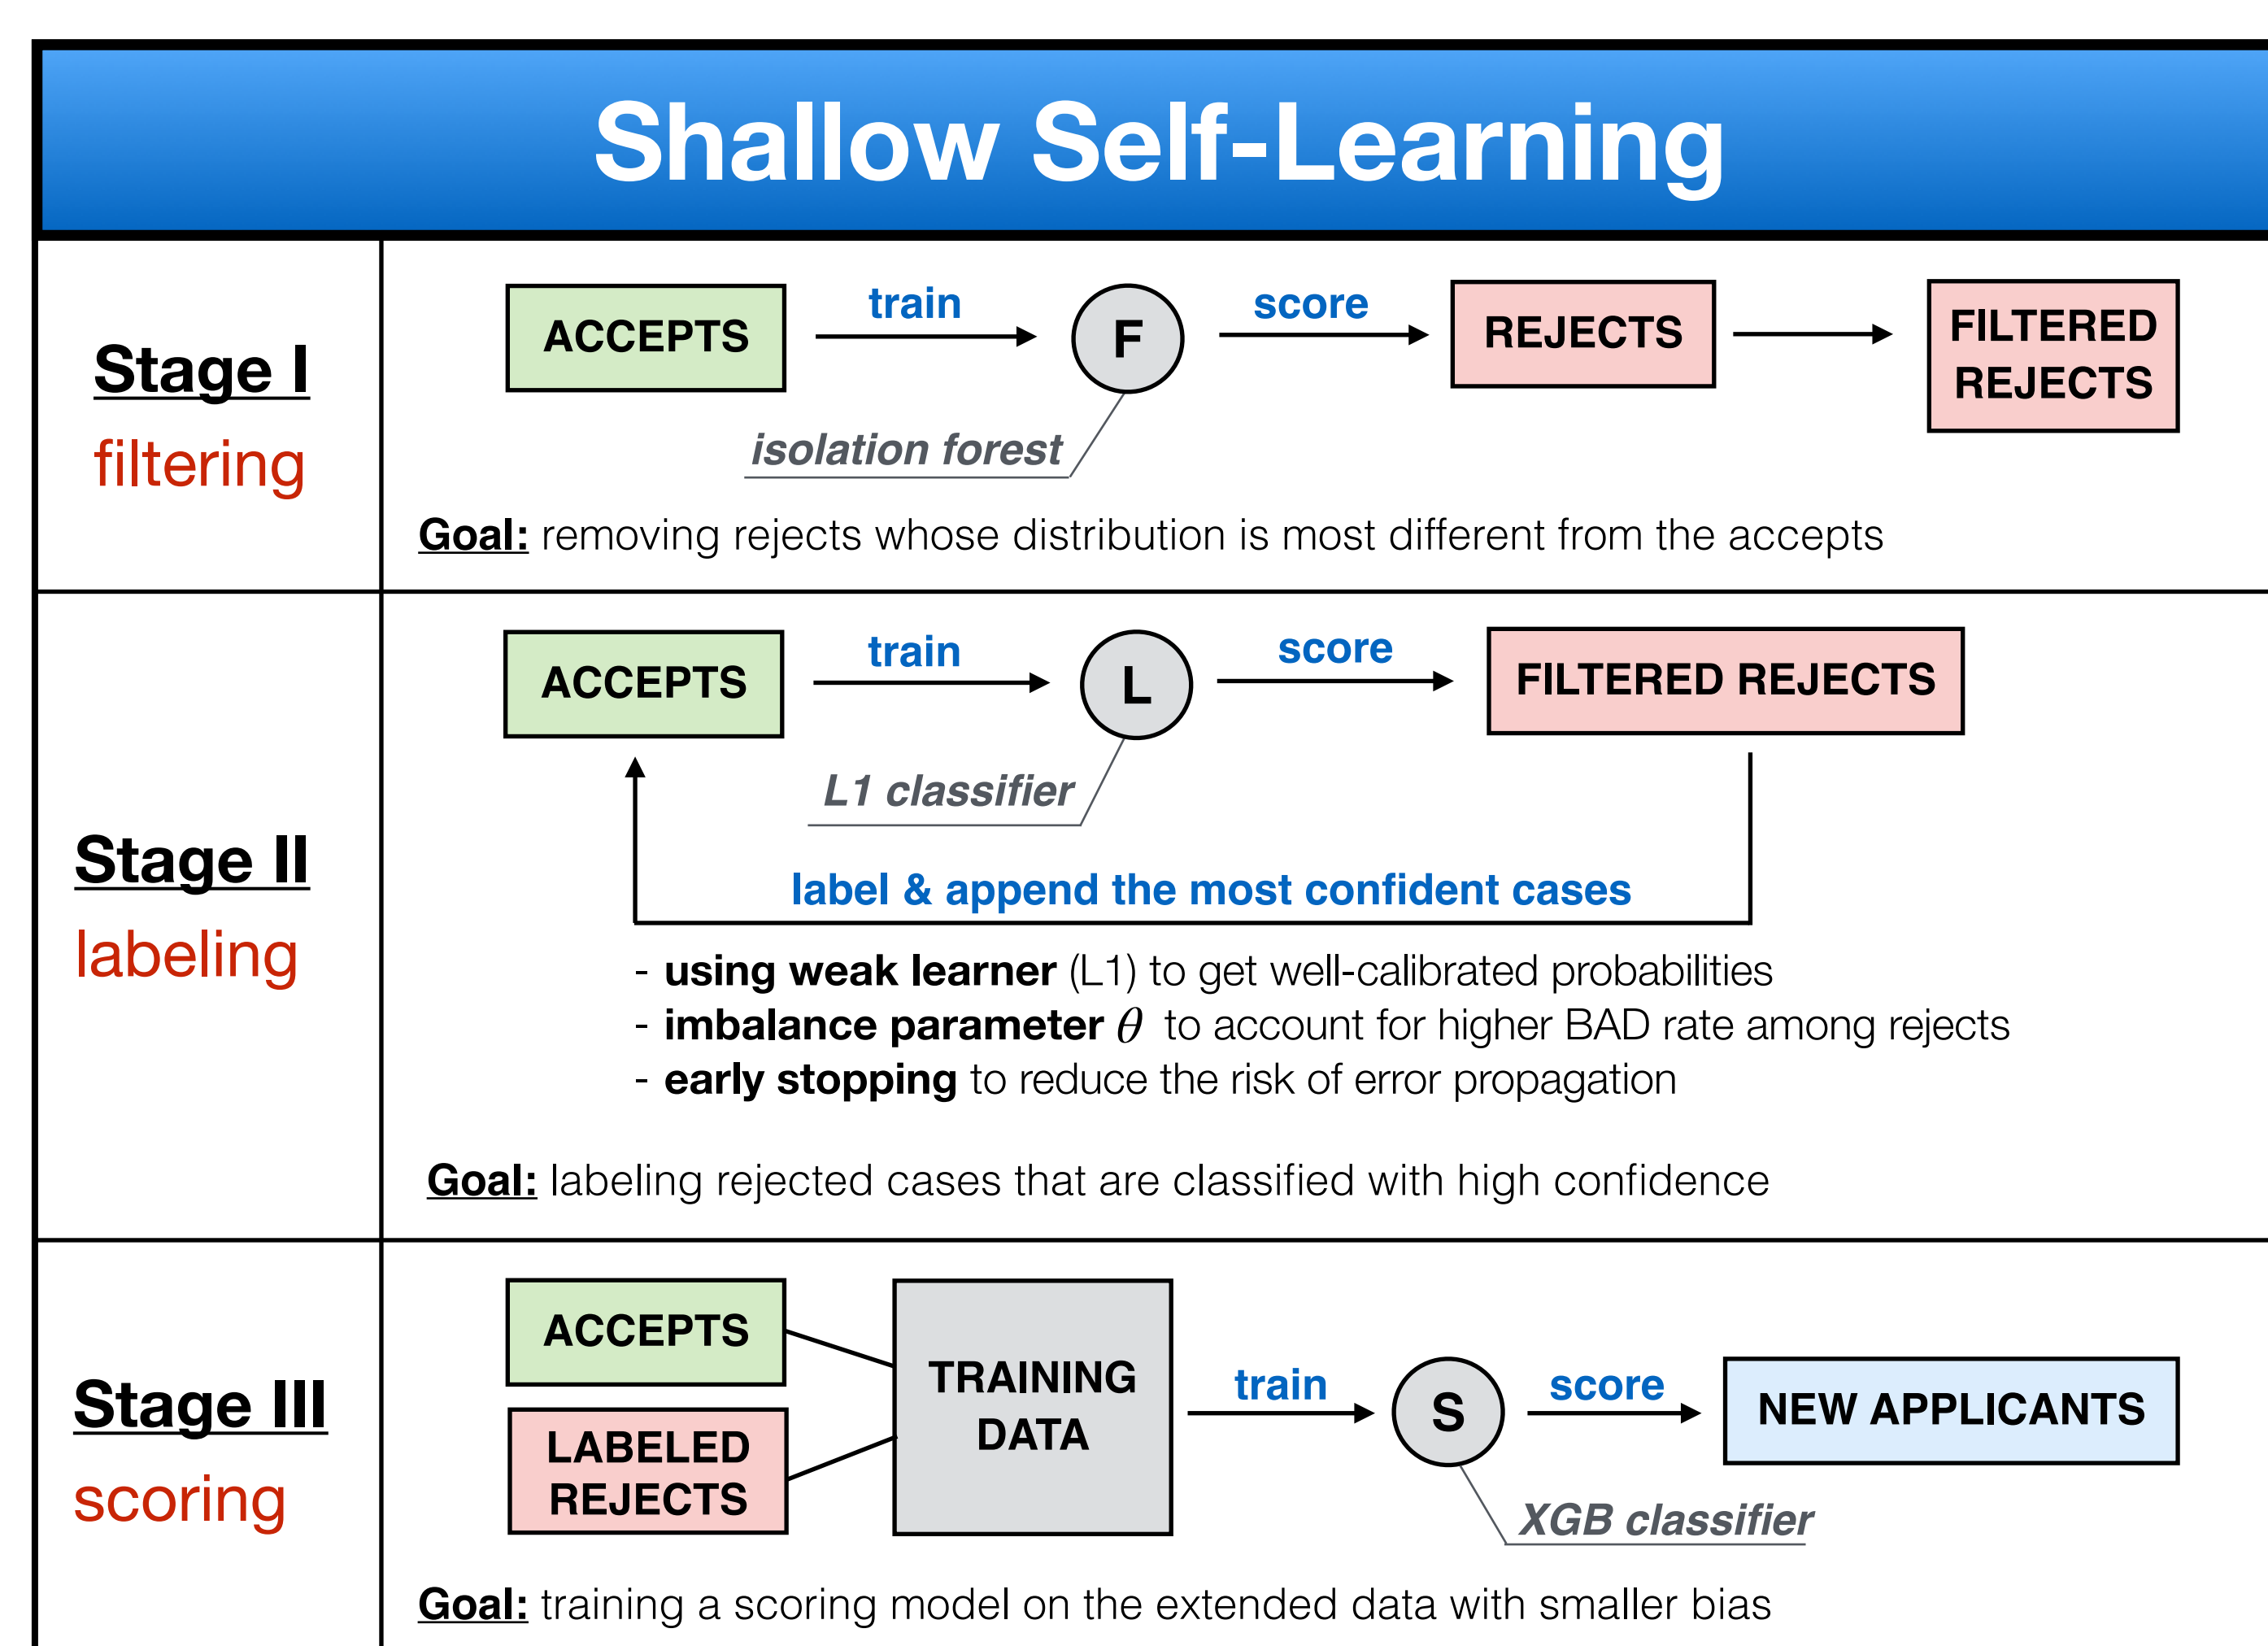 Shallow Self-Learning
Stage I
filtering
ACCEPTS
train
F
score
REJECTS
FILTERED
REJECTS
isolation forest
Goal: removing rejects whose distribution is most different from the accepts
Stage II
labeling
ACCEPTS
train
L
score
FILTERED REJECTS
L1 classifier
label & append the most confident cases
- using weak learner (L1) to get well-calibrated probabilities
- imbalance parameter θ to account for higher BAD rate among rejects
- early stopping to reduce the risk of error propagation
Goal: labeling rejected cases that are classified with high confidence
Stage III
scoring
ACCEPTS
LABELED
REJECTS
TRAINING
DATA
train
S
score
NEW APPLICANTS
XGB classifier
Goal: training a scoring model on the extended data with smaller bias